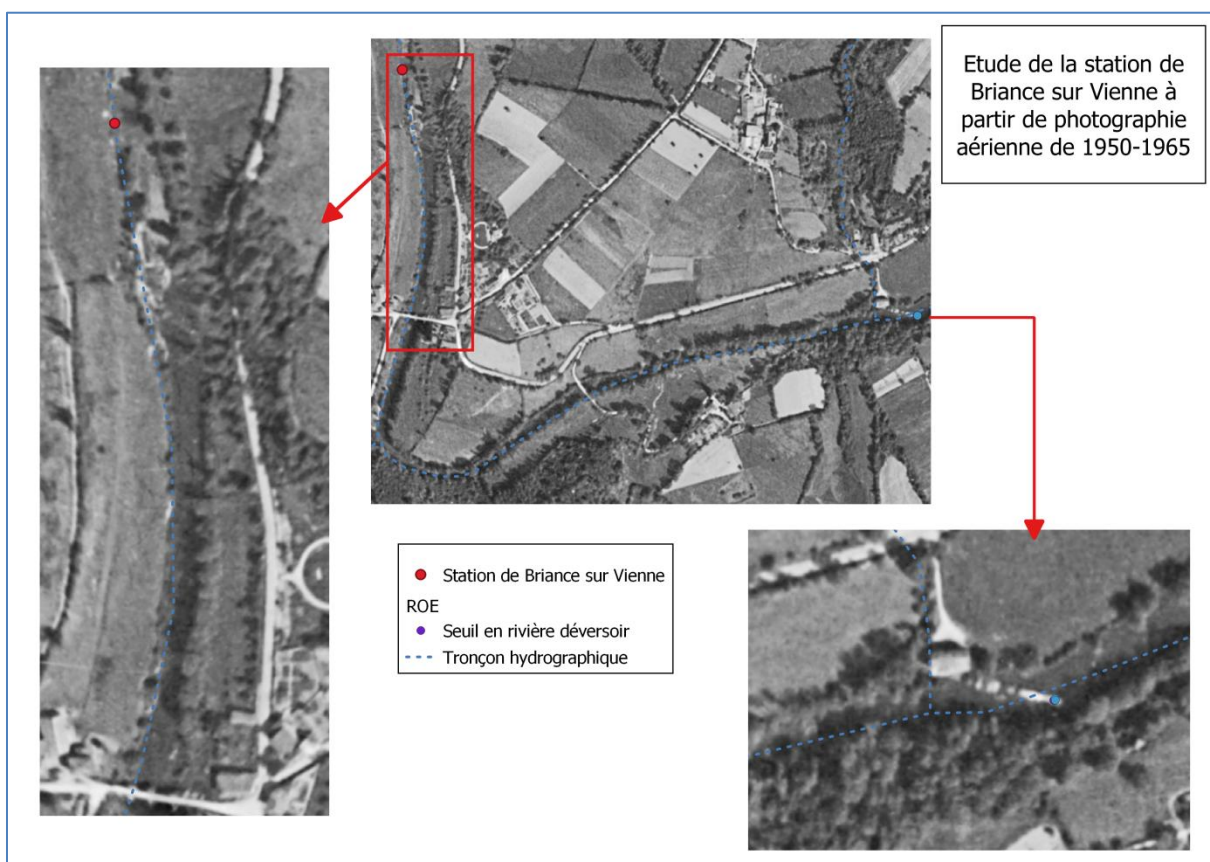 Etude de la station de
Briance sur Vienne à
partir de photographie
aérienne de 1950-1965
Station de Briance sur Vienne
ROE
Seuil en rivière déversoir
Tronçon hydrographique